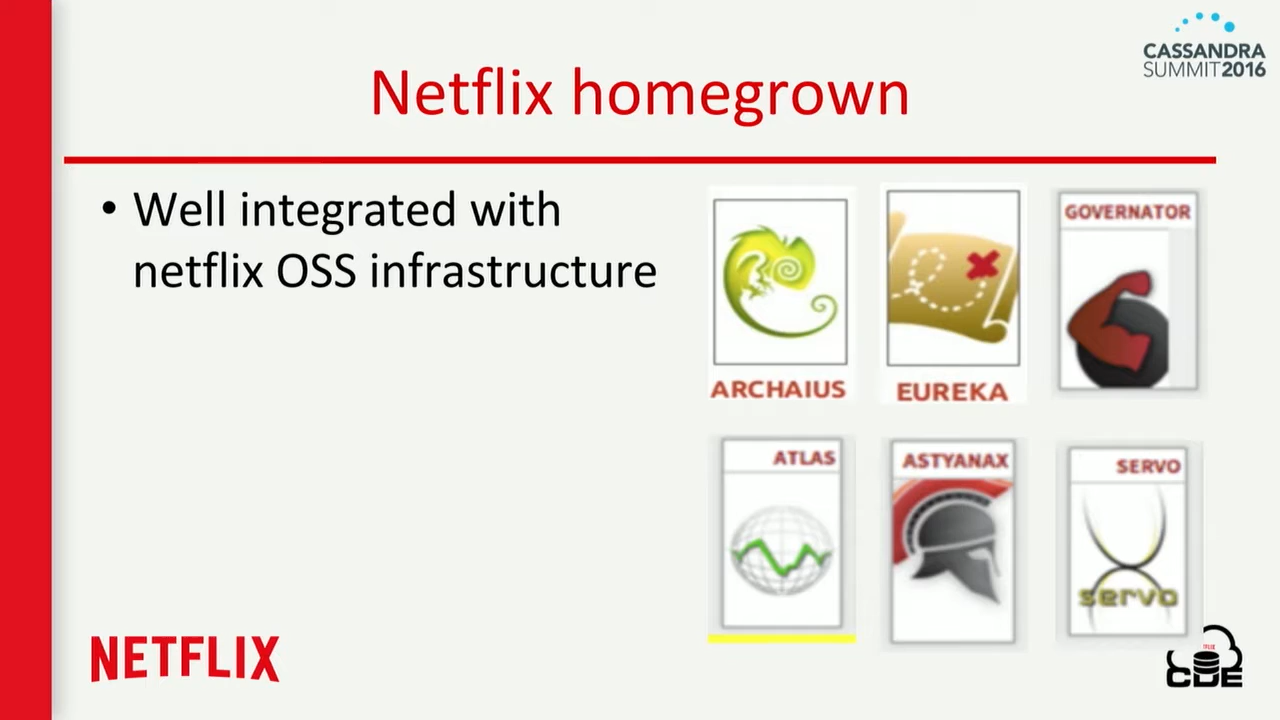 CASSANDRA
SUMMIT2016
Netflix homegrown
• Well integrated with
netflix OSS infrastructure
ARCHAIUS
EUREKA
GOVERNATOR
ATLAS
ASTYANAX
SERVO
servo
NETFLIX
CDE